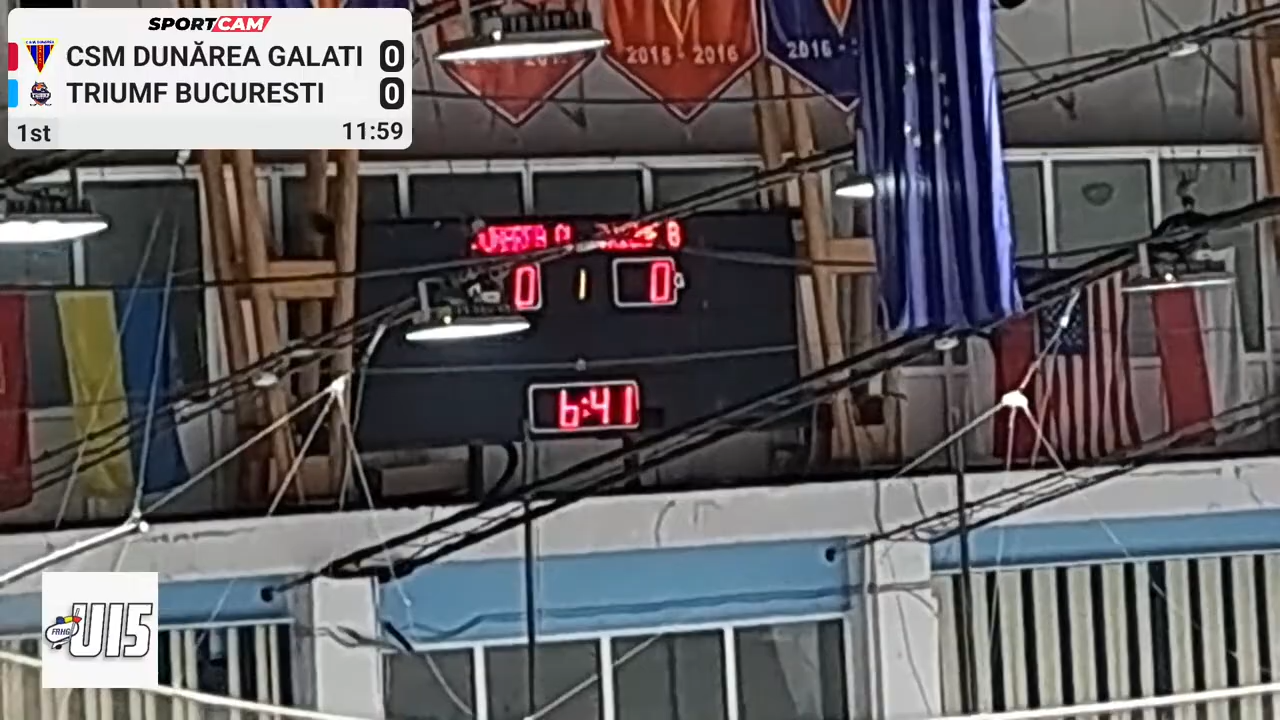 SPORTCAM
CSM DUNĂREA GALATI 0
TRIUMF BUCURESTI 0
1st 11:59
2015 - 2016
2016 -
0 1 0
6:41
FRHG U15